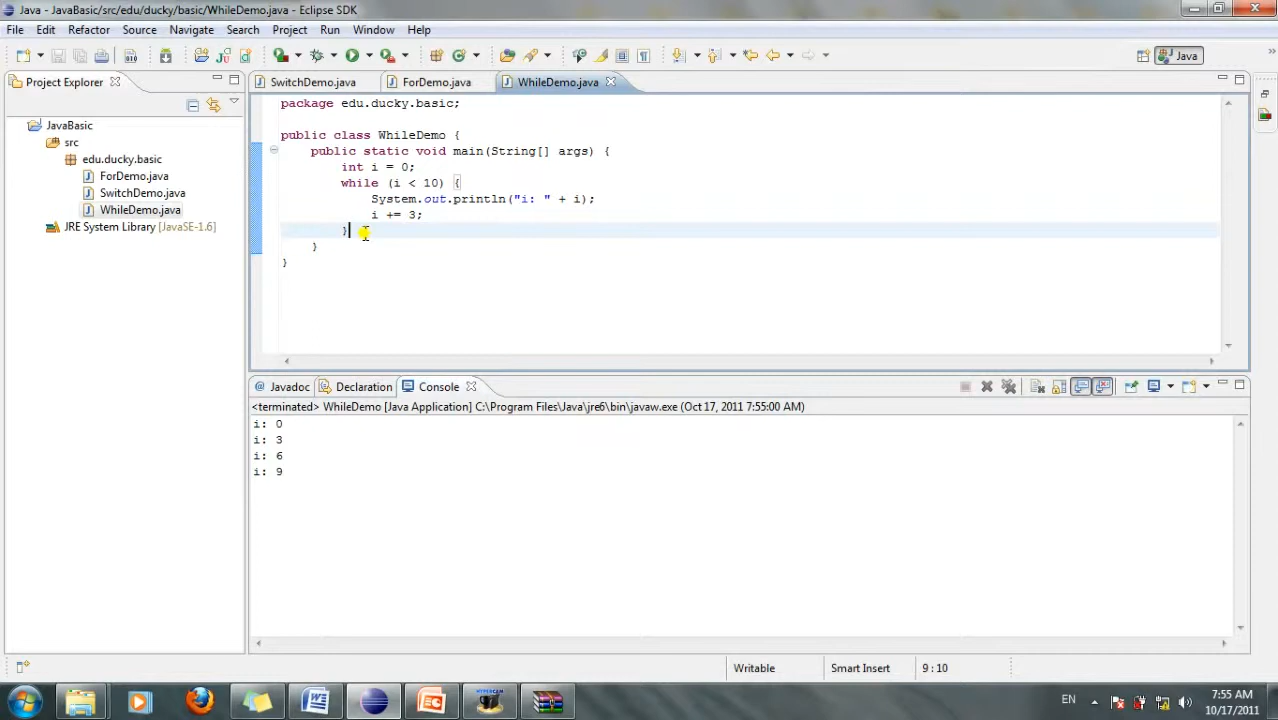 Java - JavaBasic/src/edu/ducky/basic/WhileDemo.java - Eclipse SDK
File Edit Refactor Source Navigate Search Project Run Window Help
Java
Project Explorer
SwitchDemo.java ForDemo.java WhileDemo.java
JavaBasic
src
edu.ducky.basic
ForDemo.java
SwitchDemo.java
WhileDemo.java
JRE System Library [JavaSE-1.6]
package edu.ducky.basic;
public class WhileDemo {
public static void main(String[] args) {
int i = 0;
while (i < 10) {
System.out.println("i: " + i);
i += 3;
}
}
}
@ Javadoc Declaration Console
<terminated> WhileDemo [Java Application] C:\Program Files\Java\jre6\bin\javaw.exe (Oct 17, 2011 7:55:00 AM)
i: 0
i: 3
i: 6
i: 9
Writable Smart Insert 9 : 10
EN
7:55 AM
10/17/2011